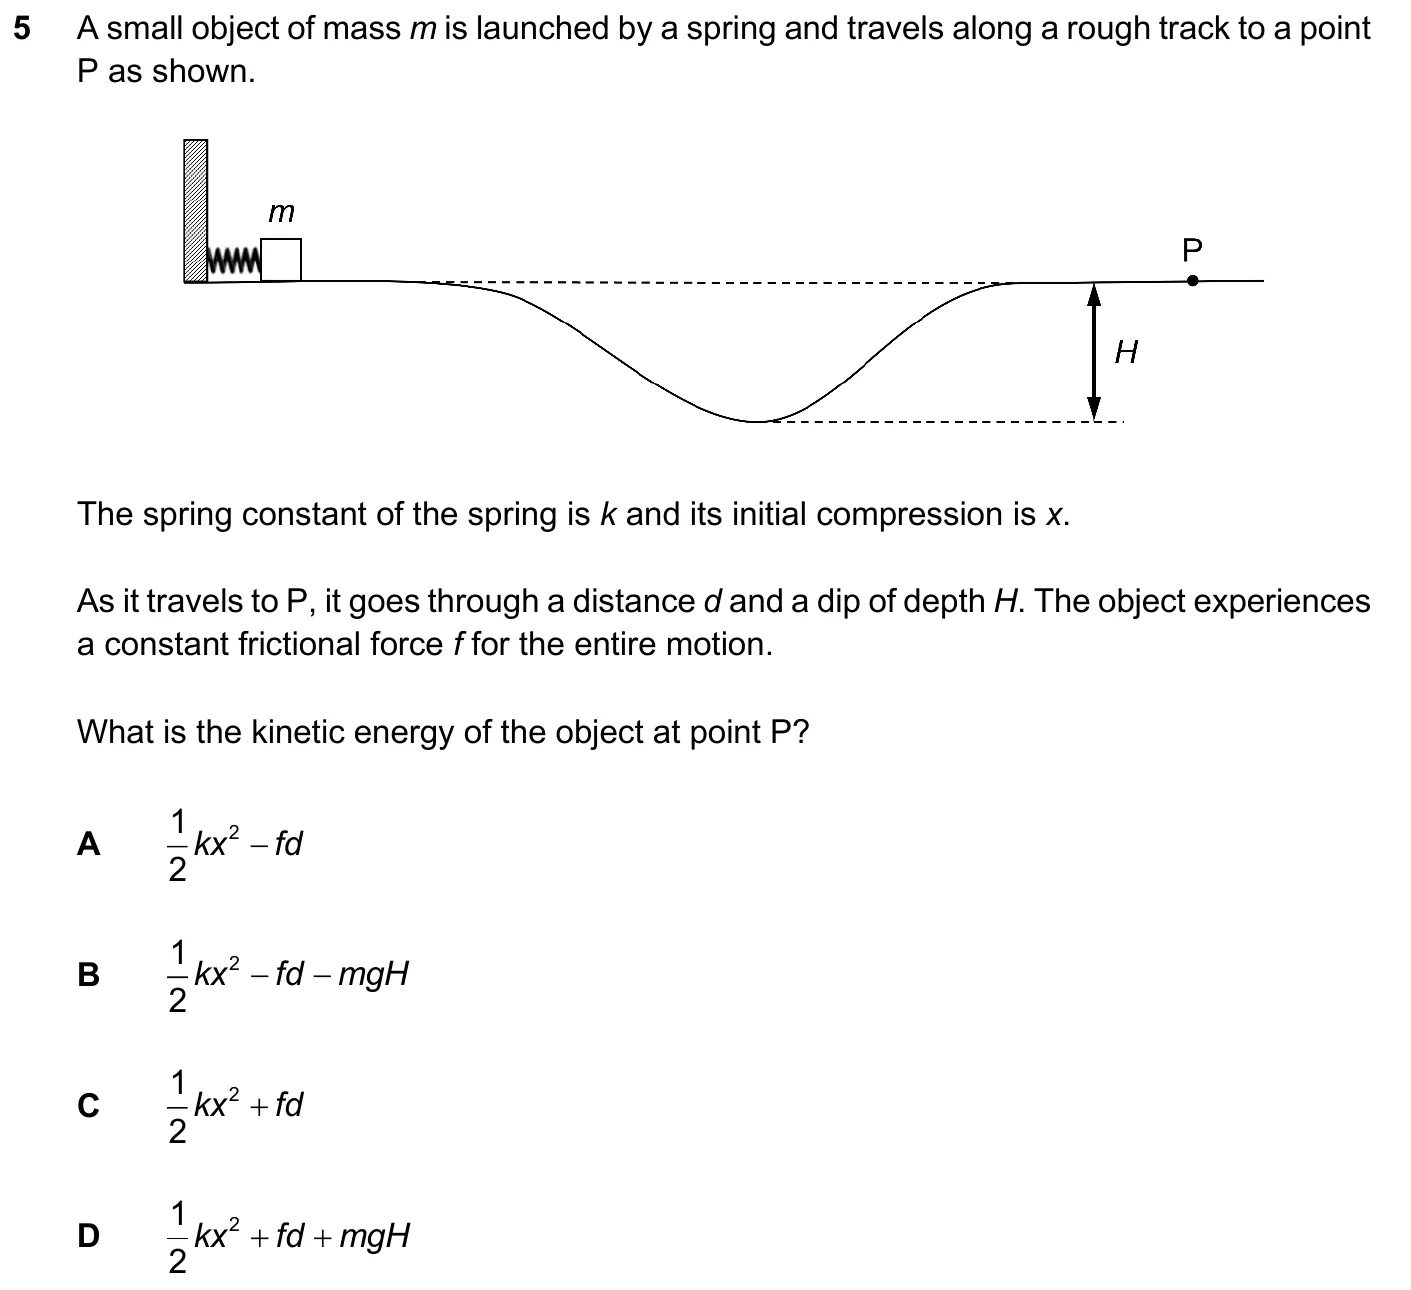 5 A small object of mass m is launched by a spring and travels along a rough track to a point
P as shown.
m
P
H
The spring constant of the spring is k and its initial compression is x.
As it travels to P, it goes through a distance d and a dip of depth H. The object experiences
a constant frictional force f for the entire motion.
What is the kinetic energy of the object at point P?
A 1/2 kx² – fd
B 1/2 kx² – fd – mgH
C 1/2 kx² + fd
D 1/2 kx² + fd + mgH